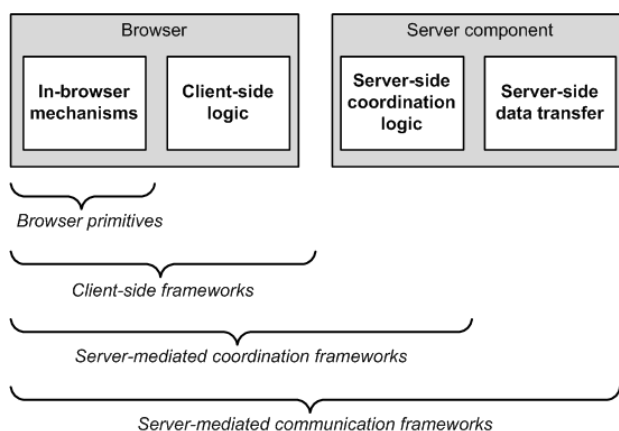 Browser
Server component
In-browser
mechanisms
Client-side
logic
Server-side
coordination
logic
Server-side
data transfer
Browser primitives
Client-side frameworks
Server-mediated coordination frameworks
Server-mediated communication frameworks